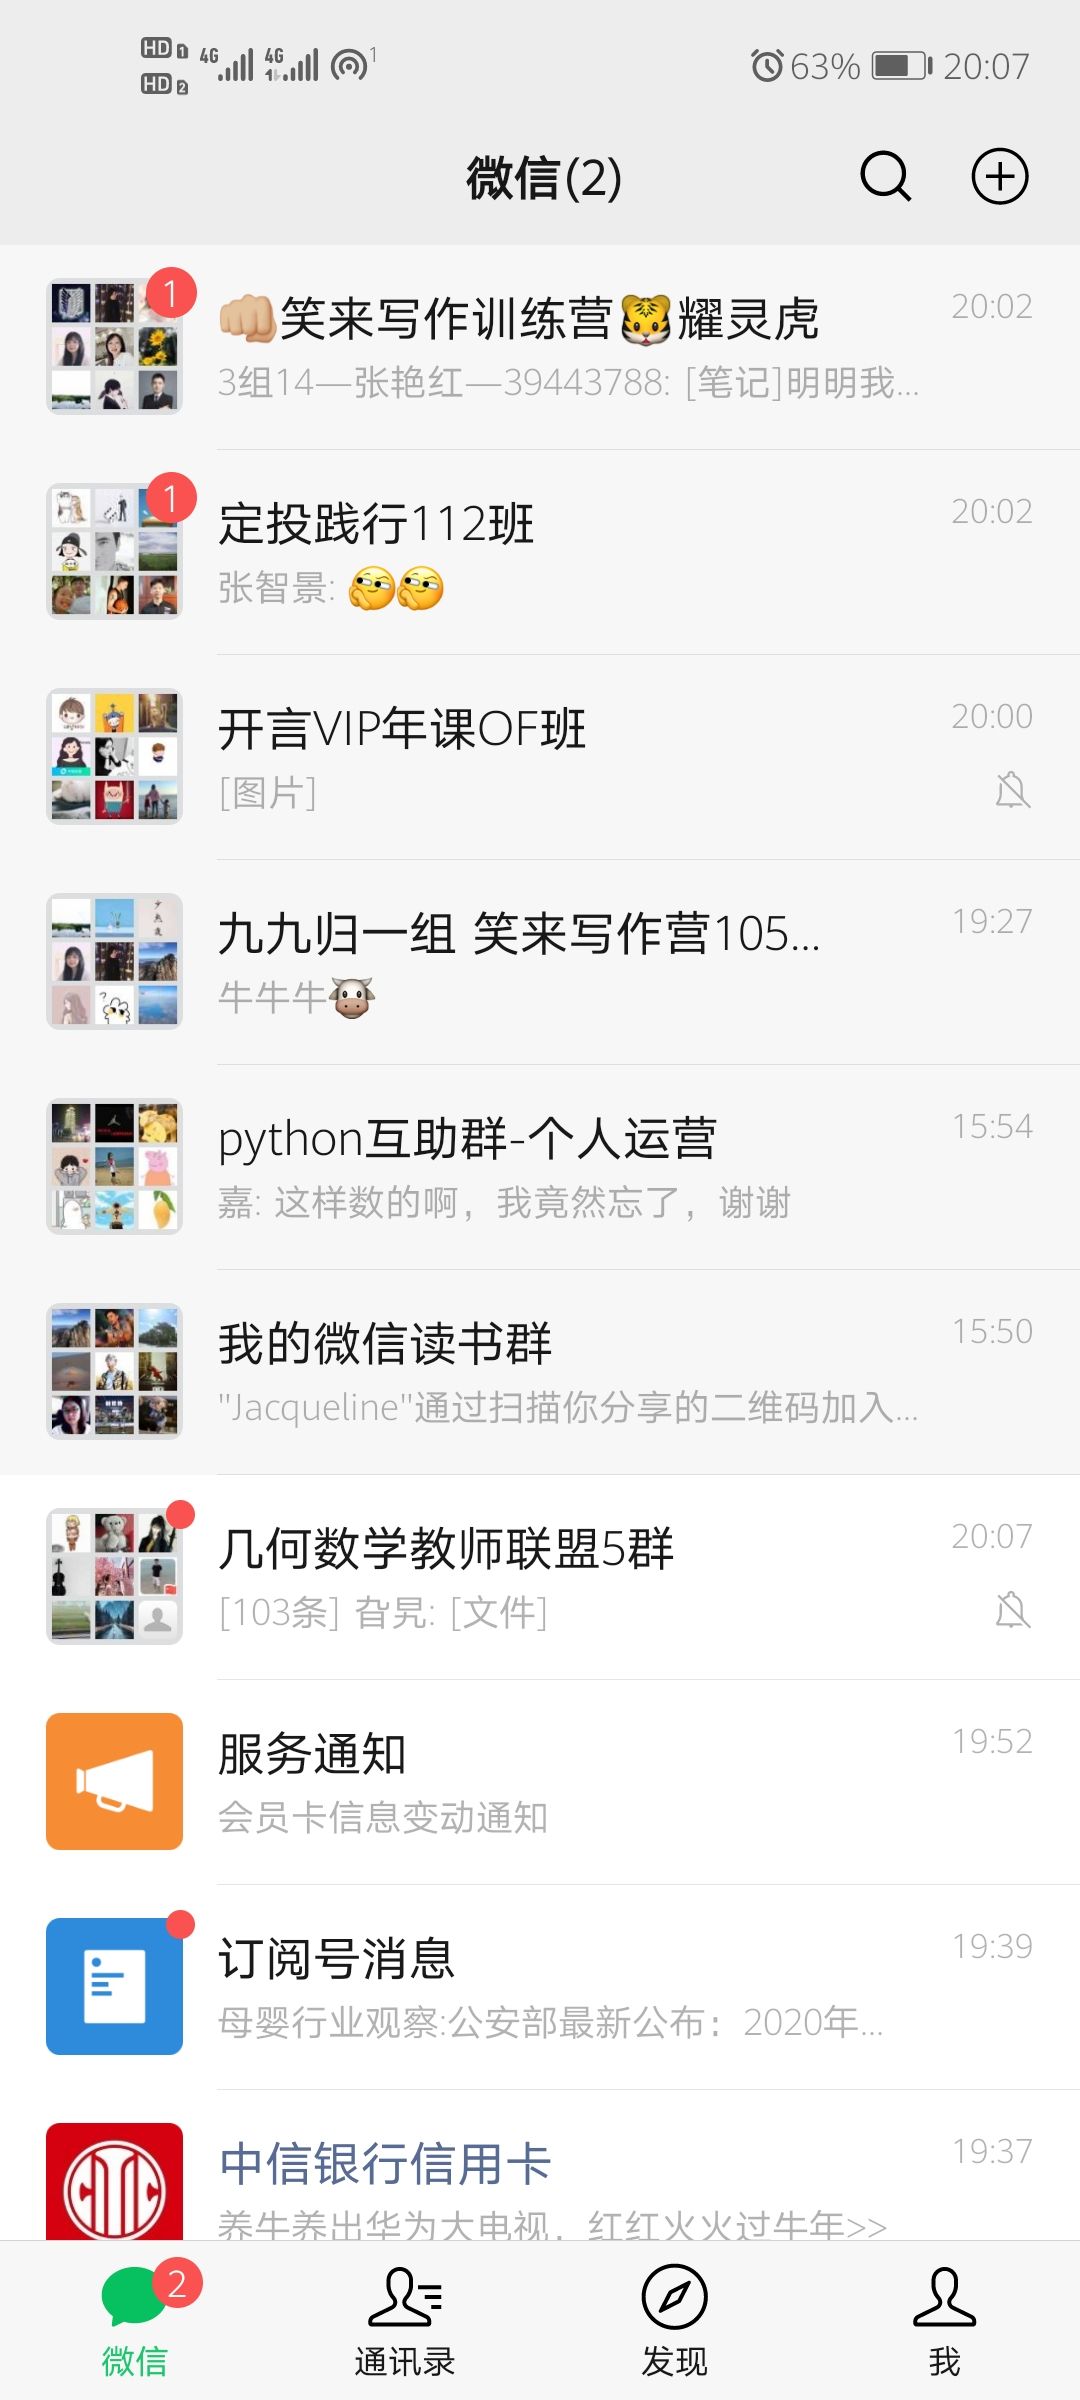 HD 1 4G 4G 1 63% 20:07
HD 2
微信(2)
1
👊🏼笑来写作训练营🐯耀灵虎 20:02
3组14—张艳红—39443788: [笔记]明明我...
1
定投践行112班 20:02
张智景:
开言VIP年课OF班 20:00
[图片]
九九归一组 笑来写作营105... 19:27
牛牛牛🐮
python互助群-个人运营 15:54
嘉: 这样数的啊，我竟然忘了，谢谢
我的微信读书群 15:50
"Jacqueline"通过扫描你分享的二维码加入...
几何数学教师联盟5群 20:07
[103条] 旮旯: [文件]
服务通知 19:52
会员卡信息变动通知
订阅号消息 19:39
母婴行业观察:公安部最新公布：2020年...
中信银行信用卡 19:37
养牛养出华为大电视，红红火火过牛年>>
2
微信 通讯录 发现 我